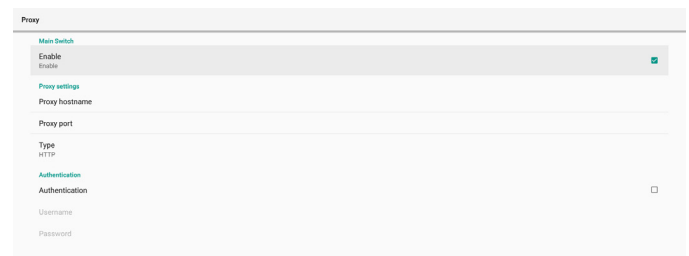 Proxy
Main Switch
Enable
Enable
Proxy settings
Proxy hostname
Proxy port
Type
HTTP
Authentication
Authentication
Username
Password